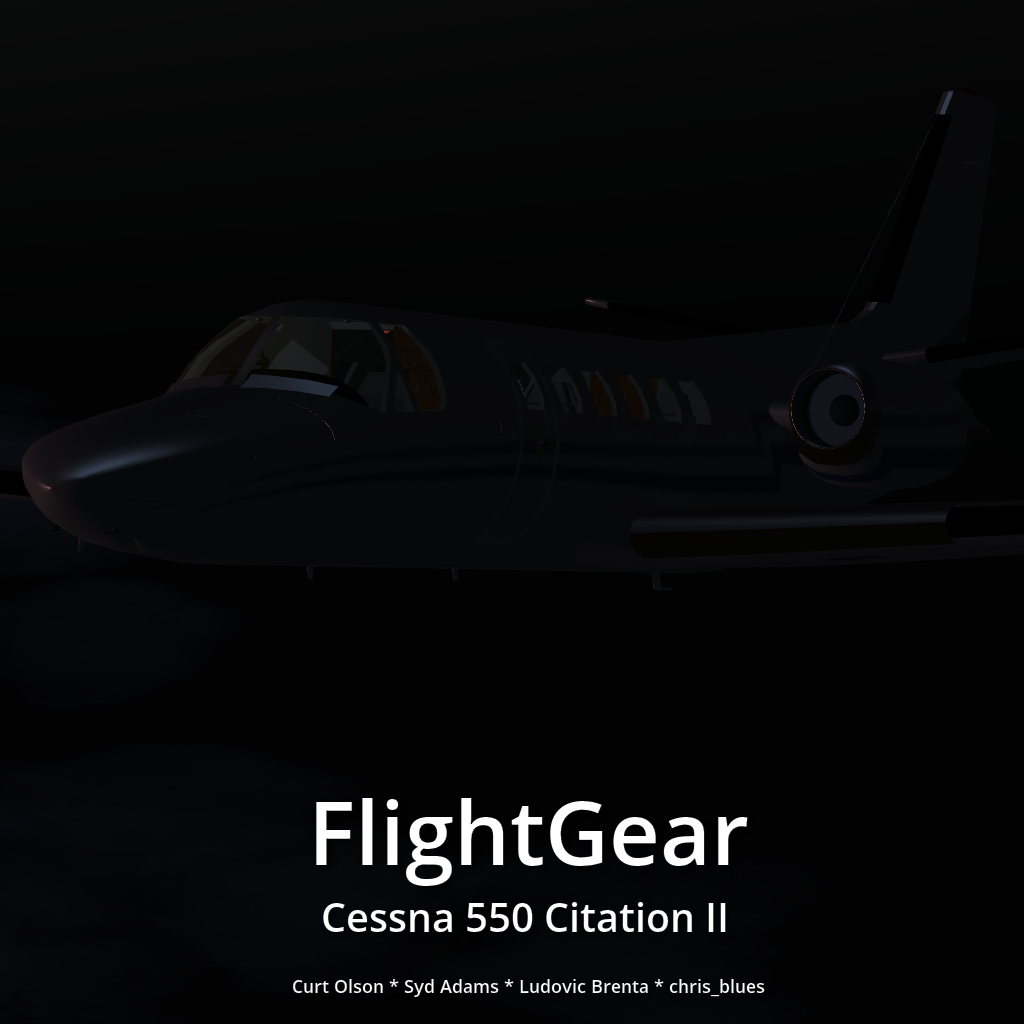 FlightGear
Cessna 550 Citation II
Curt Olson * Syd Adams * Ludovic Brenta * chris_blues